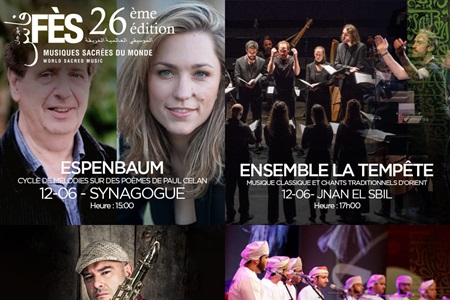 FÈS
26 ème
édition
MUSIQUES SACRÉES DU MONDE
WORLD SACRED MUSIC
ESPENBAUM
CYCLE DE MÉLODIES SUR DES POÈMES DE PAUL CELAN
12-06 - SYNAGOGUE
Heure : 15:00
ENSEMBLE LA TEMPÊTE
MUSIQUE CLASSIQUE ET CHANTS TRADITIONNELS D'ORIENT
12-06- JNAN EL SBIL
Heure : 17h00